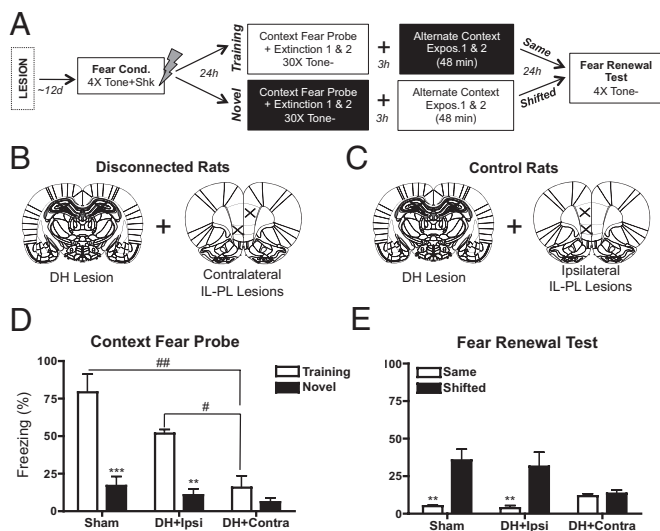 A
LESION
~12d
Fear Cond.
4X Tone+Shk
24h
Training
Novel
Context Fear Probe
+ Extinction 1 & 2
30X Tone-
+
3h
Alternate Context
Expos.1 & 2
(48 min)
Context Fear Probe
+ Extinction 1 & 2
30X Tone-
+
3h
Alternate Context
Expos.1 & 2
(48 min)
Same
24h
Shifted
Fear Renewal
Test
4X Tone-
B
Disconnected Rats
+
DH Lesion
Contralateral
IL-PL Lesions
C
Control Rats
+
DH Lesion
Ipsilateral
IL-PL Lesions
D
Context Fear Probe
Freezing (%)
100
75
50
25
0
##
#
***
**
Training
Novel
Sham
DH+Ipsi
DH+Contra
E
Fear Renewal Test
100
75
50
25
0
Same
Shifted
**
**
Sham
DH+Ipsi
DH+Contra